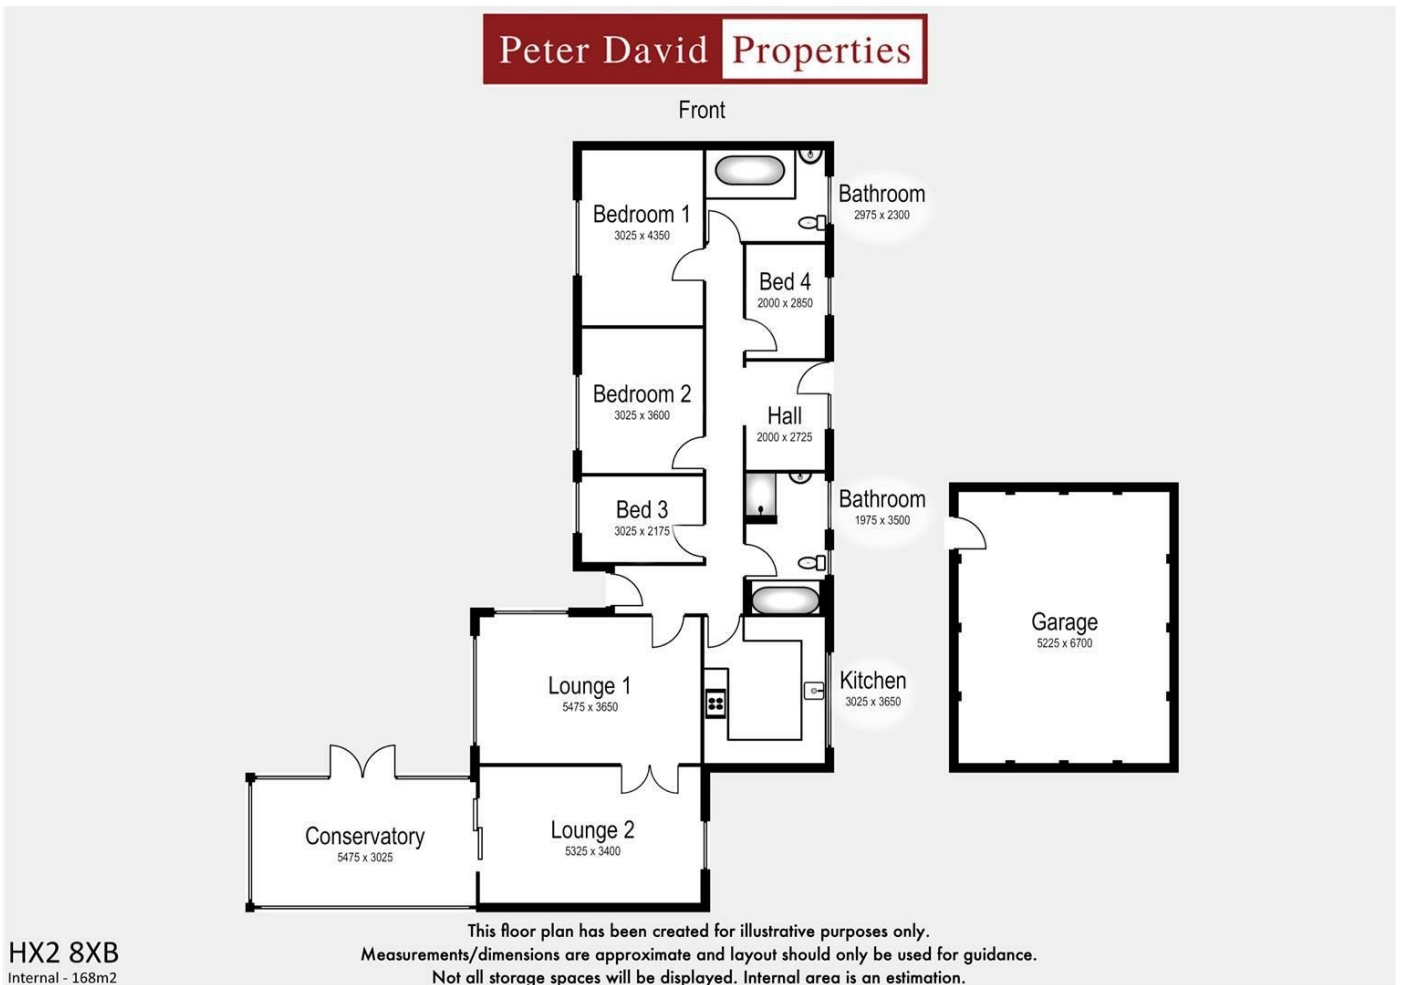 Peter David Properties
Front
Bedroom 1
3025 x 4350
Bathroom
2975 x 2300
Bed 4
2000 x 2850
Bedroom 2
3025 x 3600
Hall
2000 x 2725
Bed 3
3025 x 2175
Bathroom
1975 x 3500
Garage
5225 x 6700
Lounge 1
5475 x 3650
Kitchen
3025 x 3650
Conservatory
5475 x 3025
Lounge 2
5325 x 3400
This floor plan has been created for illustrative purposes only.
Measurements/dimensions are approximate and layout should only be used for guidance.
Not all storage spaces will be displayed. Internal area is an estimation.
HX2 8XB
Internal - 168m2